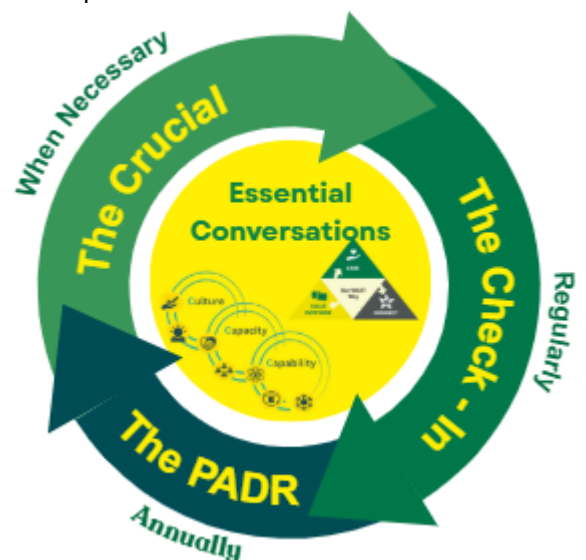 When Necessary
The Crucial
Essential
Conversations
Culture
Capacity
Capability
The Check - In
Regularly
The PADR
Annually